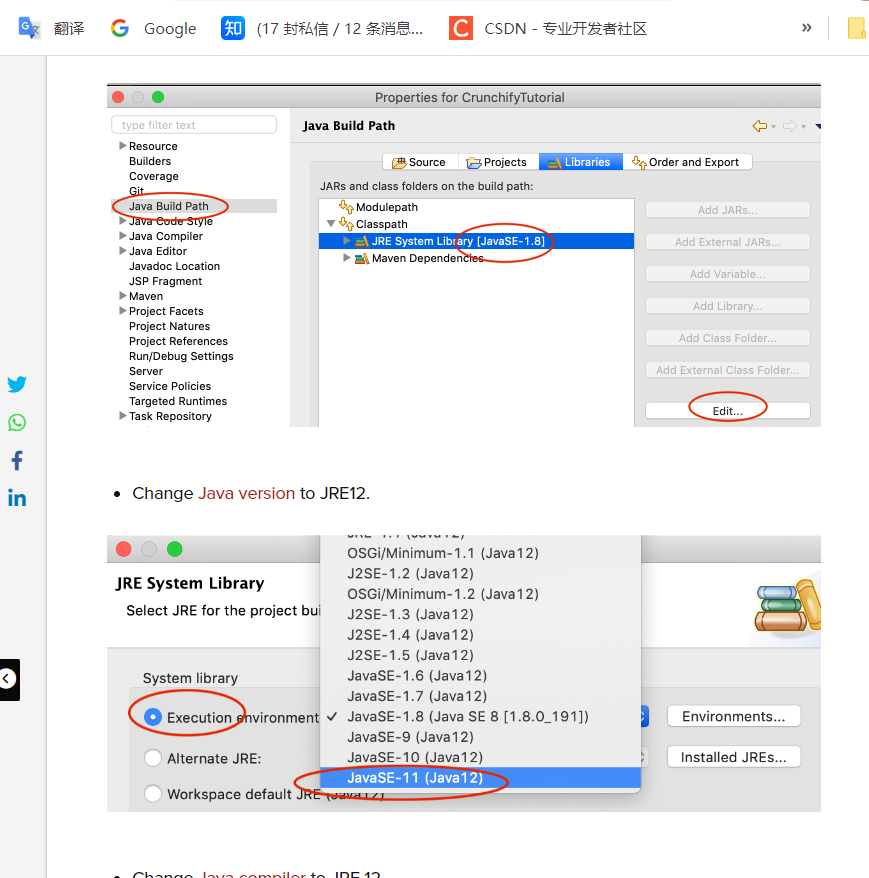 翻译 Google 知 (17 封私信 / 12 条消息... C CSDN - 专业开发者社区 »
Properties for CrunchifyTutorial
type filter text
Java Build Path
Resource
Builders
Coverage
Git
Java Build Path
Java Code Style
Java Compiler
Java Editor
Javadoc Location
JSP Fragment
Maven
Project Facets
Project Natures
Project References
Run/Debug Settings
Server
Service Policies
Targeted Runtimes
Task Repository
Source Projects Libraries Order and Export
JARs and class folders on the build path:
Modulepath
Classpath
JRE System Library [JavaSE-1.8]
Maven Dependencies
Add JARs...
Add External JARs...
Add Variable...
Add Library...
Add Class Folder...
Add External Class Folder...
Edit...
• Change Java version to JRE12.
JRE System Library
Select JRE for the project bui
System library
Execution environment
Alternate JRE:
Workspace default JRE (Java12)
JRE-1.1 (Java12)
OSGi/Minimum-1.1 (Java12)
J2SE-1.2 (Java12)
OSGi/Minimum-1.2 (Java12)
J2SE-1.3 (Java12)
J2SE-1.4 (Java12)
J2SE-1.5 (Java12)
JavaSE-1.6 (Java12)
JavaSE-1.7 (Java12)
✓ JavaSE-1.8 (Java SE 8 [1.8.0_191])
JavaSE-9 (Java12)
JavaSE-10 (Java12)
JavaSE-11 (Java12)
Environments...
Installed JREs...
• Change Java compiler to JRE 12